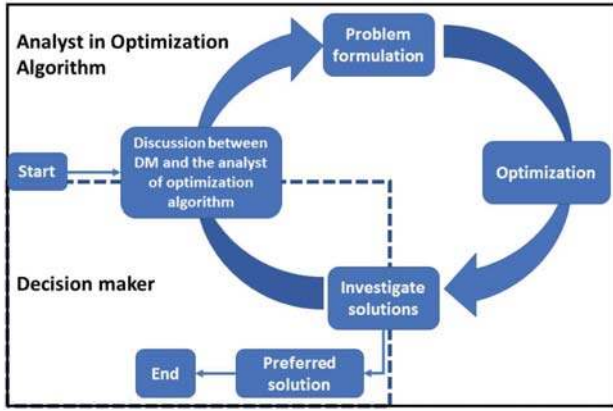 Analyst in Optimization
Algorithm
Problem
formulation
Discussion between
DM and the analyst
of optimization
algorithm
Start
Optimization
Decision maker
Investigate
solutions
End
Preferred
solution